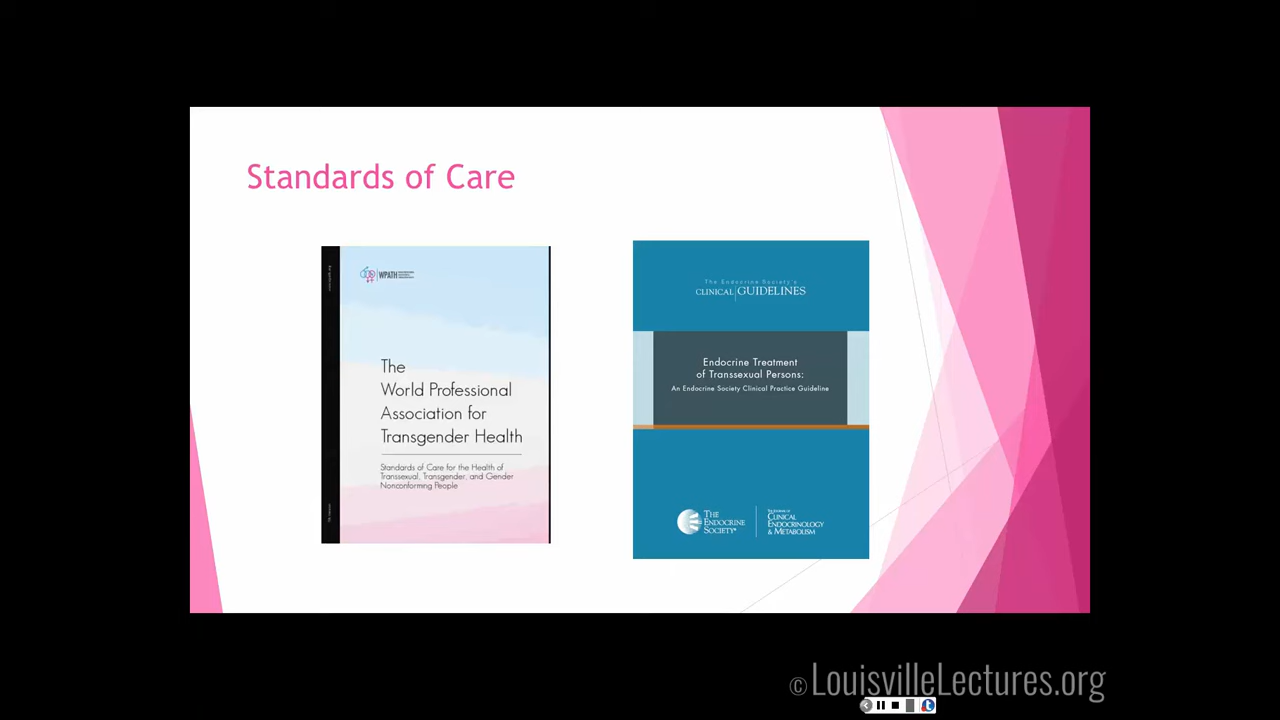 Standards of Care
WPATH
The
World Professional
Association for
Transgender Health
Standards of Care for the Health of
Transsexual, Transgender, and Gender
Nonconforming People
The Endocrine Society's
CLINICAL GUIDELINES
Endocrine Treatment
of Transsexual Persons:
An Endocrine Society Clinical Practice Guideline
THE
ENDOCRINE
SOCIETY®
THE JOURNAL OF
CLINICAL
ENDOCRINOLOGY
& METABOLISM
© LouisvilleLectures.org